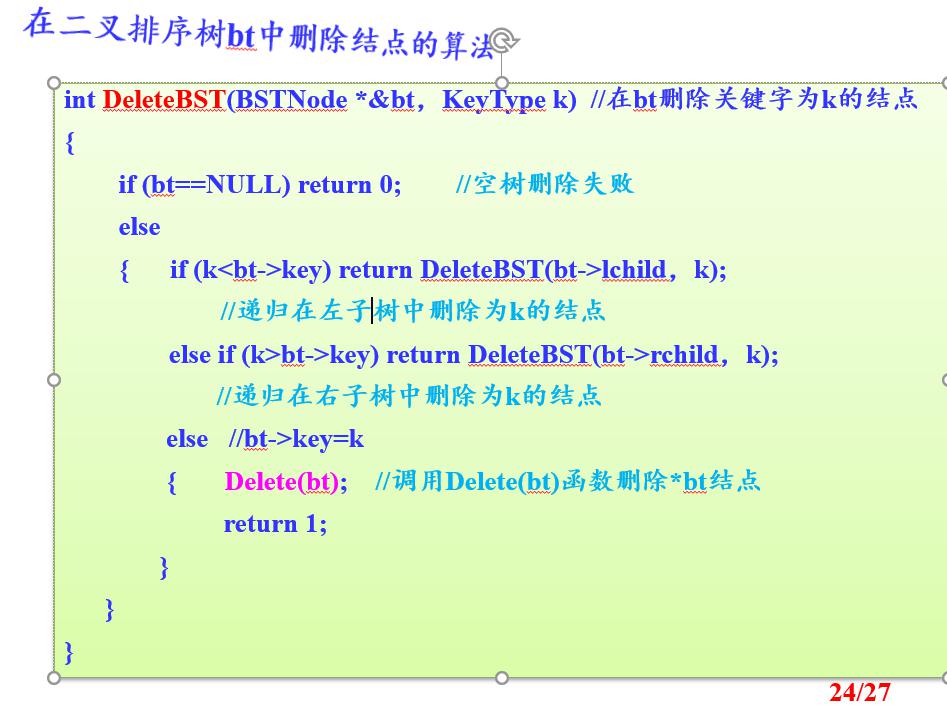 在二叉排序树bt中删除结点的算法
int DeleteBST(BSTNode *&bt，KeyType k) //在bt删除关键字为k的结点
{
if (bt==NULL) return 0; //空树删除失败
else
{ if (k<bt->key) return DeleteBST(bt->lchild，k);
//递归在左子树中删除为k的结点
else if (k>bt->key) return DeleteBST(bt->rchild，k);
//递归在右子树中删除为k的结点
else //bt->key=k
{ Delete(bt); //调用Delete(bt)函数删除*bt结点
return 1;
}
}
}
24/27